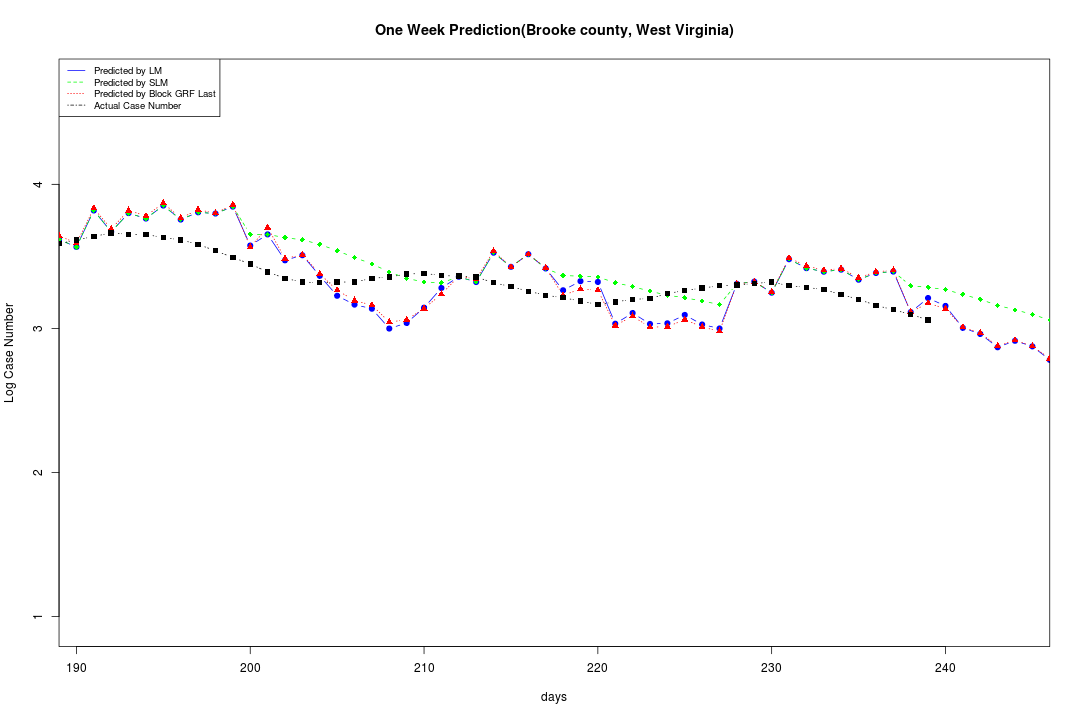 One Week Prediction(Brooke county, West Virginia)
Predicted by LM
Predicted by SLM
Predicted by Block GRF Last
Actual Case Number
4
3
2
1
Log Case Number
190 200 210 220 230 240
days